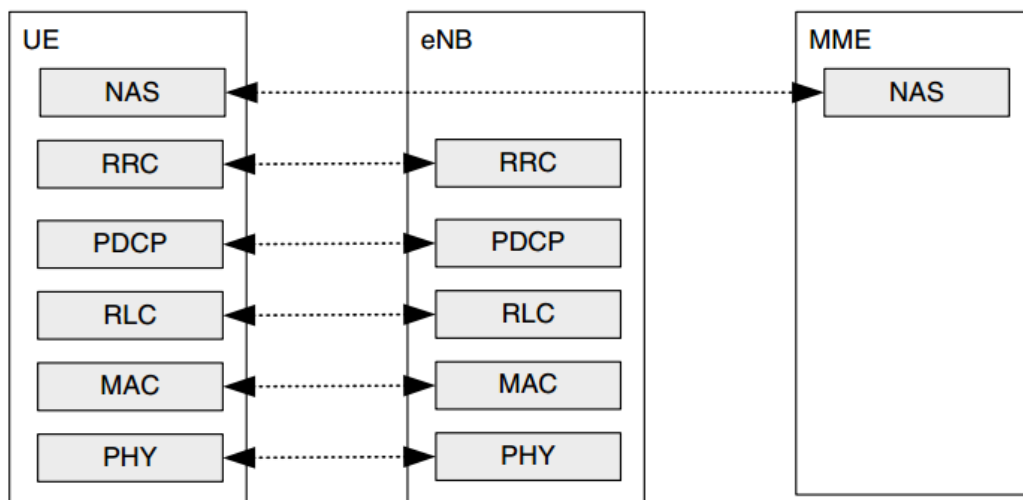 UE
eNB
MME
NAS
NAS
RRC
RRC
PDCP
PDCP
RLC
RLC
MAC
MAC
PHY
PHY